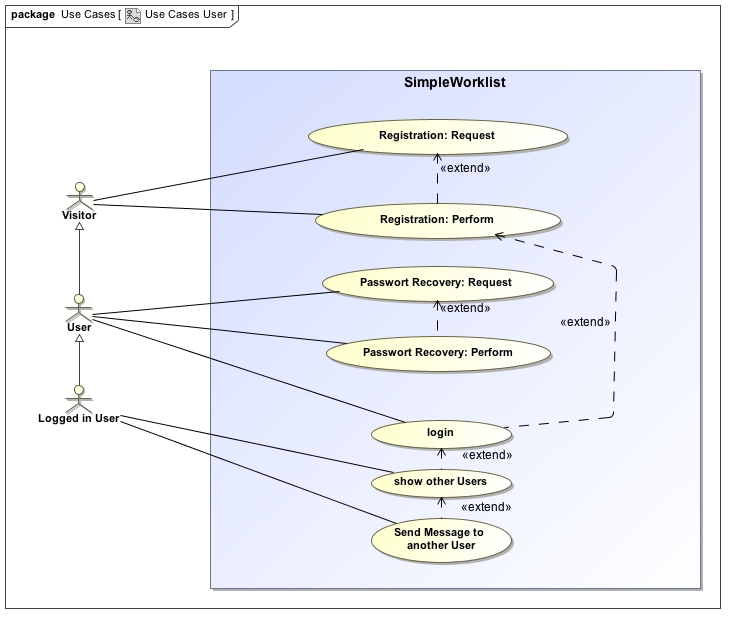 package Use Cases [ Use Cases User ]
SimpleWorklist
Registration: Request
«extend»
Visitor
Registration: Perform
Passwort Recovery: Request
«extend»
User
«extend»
Passwort Recovery: Perform
Logged in User
login
«extend»
show other Users
«extend»
Send Message to
another User